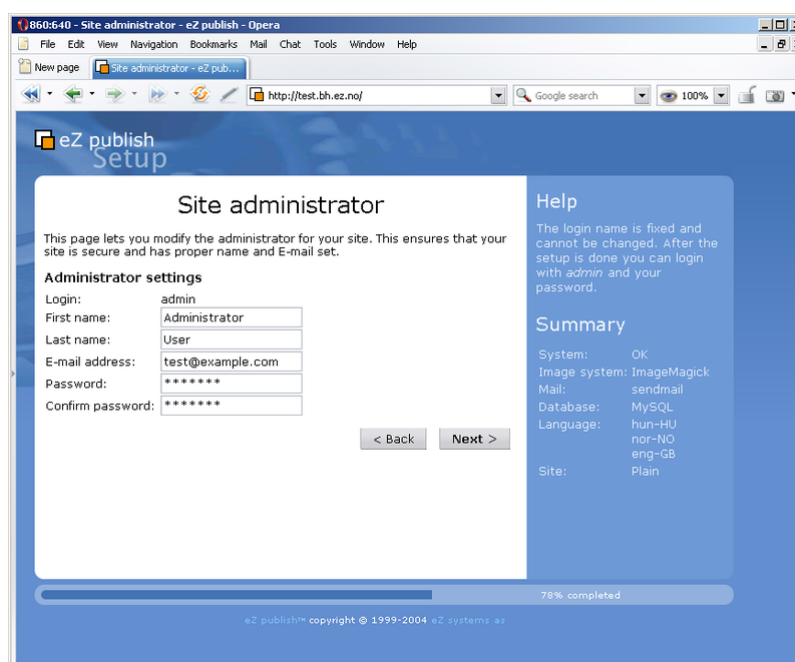 860:640 - Site administrator - eZ publish - Opera
File Edit View Navigation Bookmarks Mail Chat Tools Window Help
New page Site administrator - eZ pub...
http://test.bh.ez.no/ Google search 100%
eZ publish
Setup
Site administrator
This page lets you modify the administrator for your site. This ensures that your
site is secure and has proper name and E-mail set.
Administrator settings
Login: admin
First name: Administrator
Last name: User
E-mail address: test@example.com
Password: *******
Confirm password: *******
< Back Next >
Help
The login name is fixed and
cannot be changed. After the
setup is done you can login
with admin and your
password.
Summary
System: OK
Image system: ImageMagick
Mail: sendmail
Database: MySQL
Language: hun-HU
nor-NO
eng-GB
Site: Plain
78% completed
eZ publish™ copyright © 1999-2004 eZ systems as